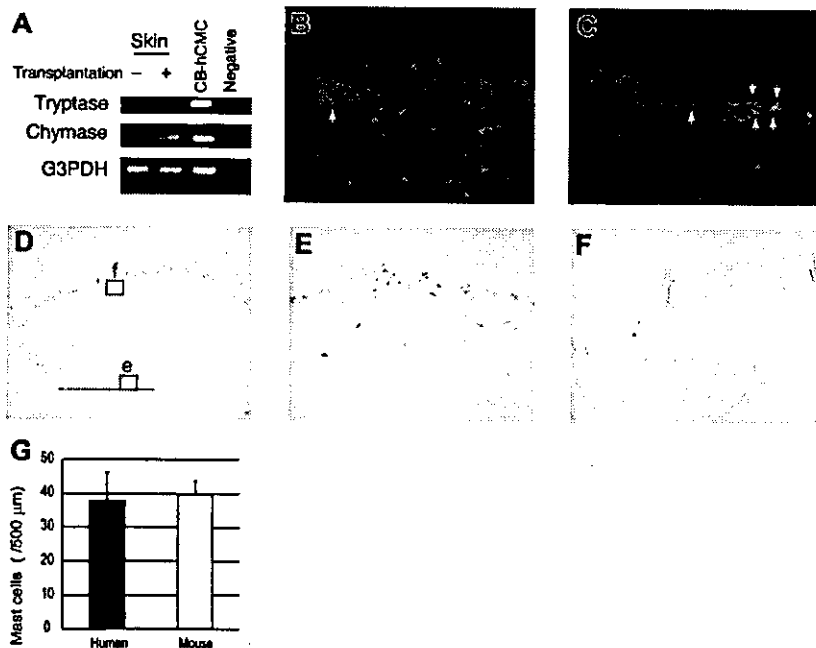 A
Skin
Transplantation − +
CB-hCMC
Negative
Tryptase
Chymase
G3PDH
B
C
D
f
e
E
F
G
Mast cells ( /500 μm)
50
40
30
20
10
0
Human
Mouse